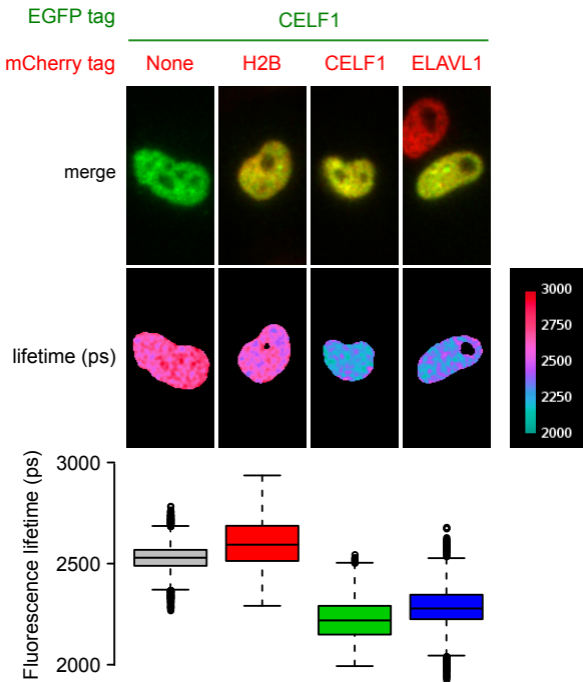 EGFP tag CELF1
mCherry tag None H2B CELF1 ELAVL1
merge
lifetime (ps)
3000
2750
2500
2250
2000
Fluorescence lifetime (ps)
3000
2500
2000